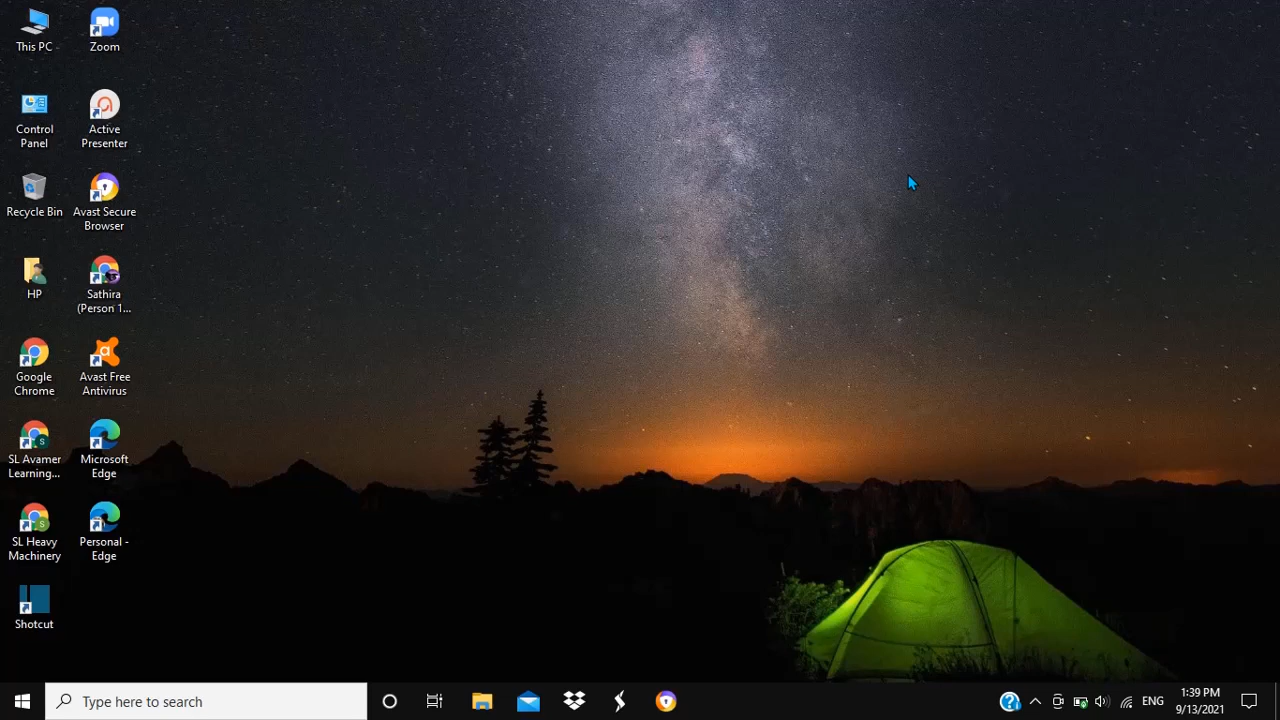 This PC
Zoom
Control
Panel
Active
Presenter
Recycle Bin
Avast Secure
Browser
HP
Sathira
(Person 1...
Google
Chrome
Avast Free
Antivirus
SL Avamer
Learning...
Microsoft
Edge
SL Heavy
Machinery
Personal -
Edge
Shotcut
Type here to search
ENG
1:39 PM
9/13/2021